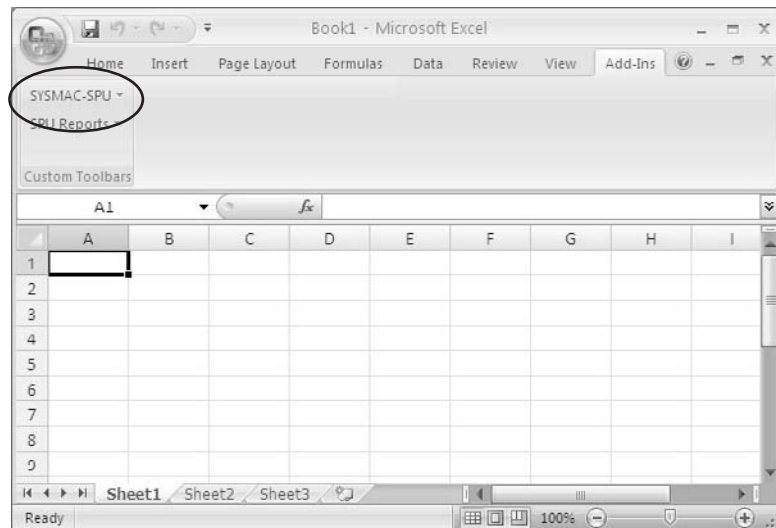 Book1 - Microsoft Excel
Home Insert Page Layout Formulas Data Review View Add-Ins
SYSMAC-SPU
SPU Reports
Custom Toolbars
A1 fx
A B C D E F G H I
1
2
3
4
5
6
7
8
9
Sheet1 Sheet2 Sheet3
Ready 100%